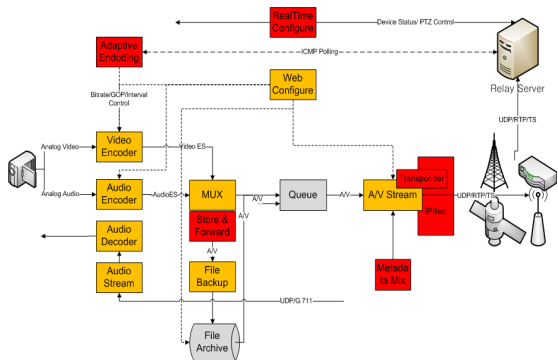 RealTime
Configure
Device Status/ PTZ Control
Adaptive
Endoding
ICMP Polling
Relay Server
Web
Configure
Bitrate/GOP/Interval
Control
UDP/RTP/TS
Analog Video
Video
Encoder
Video ES
Transponder
Analog Audio
Audio
Encoder
AudioES
MUX
A/V
A/V
Queue
A/V
A/V Stream
UDP/RTP/TS
IPSec
Store &
Forward
A/V
Audio
Decoder
A/V
Metada
ta Mix
Audio
Stream
File
Backup
UDP/G.711
File
Archive